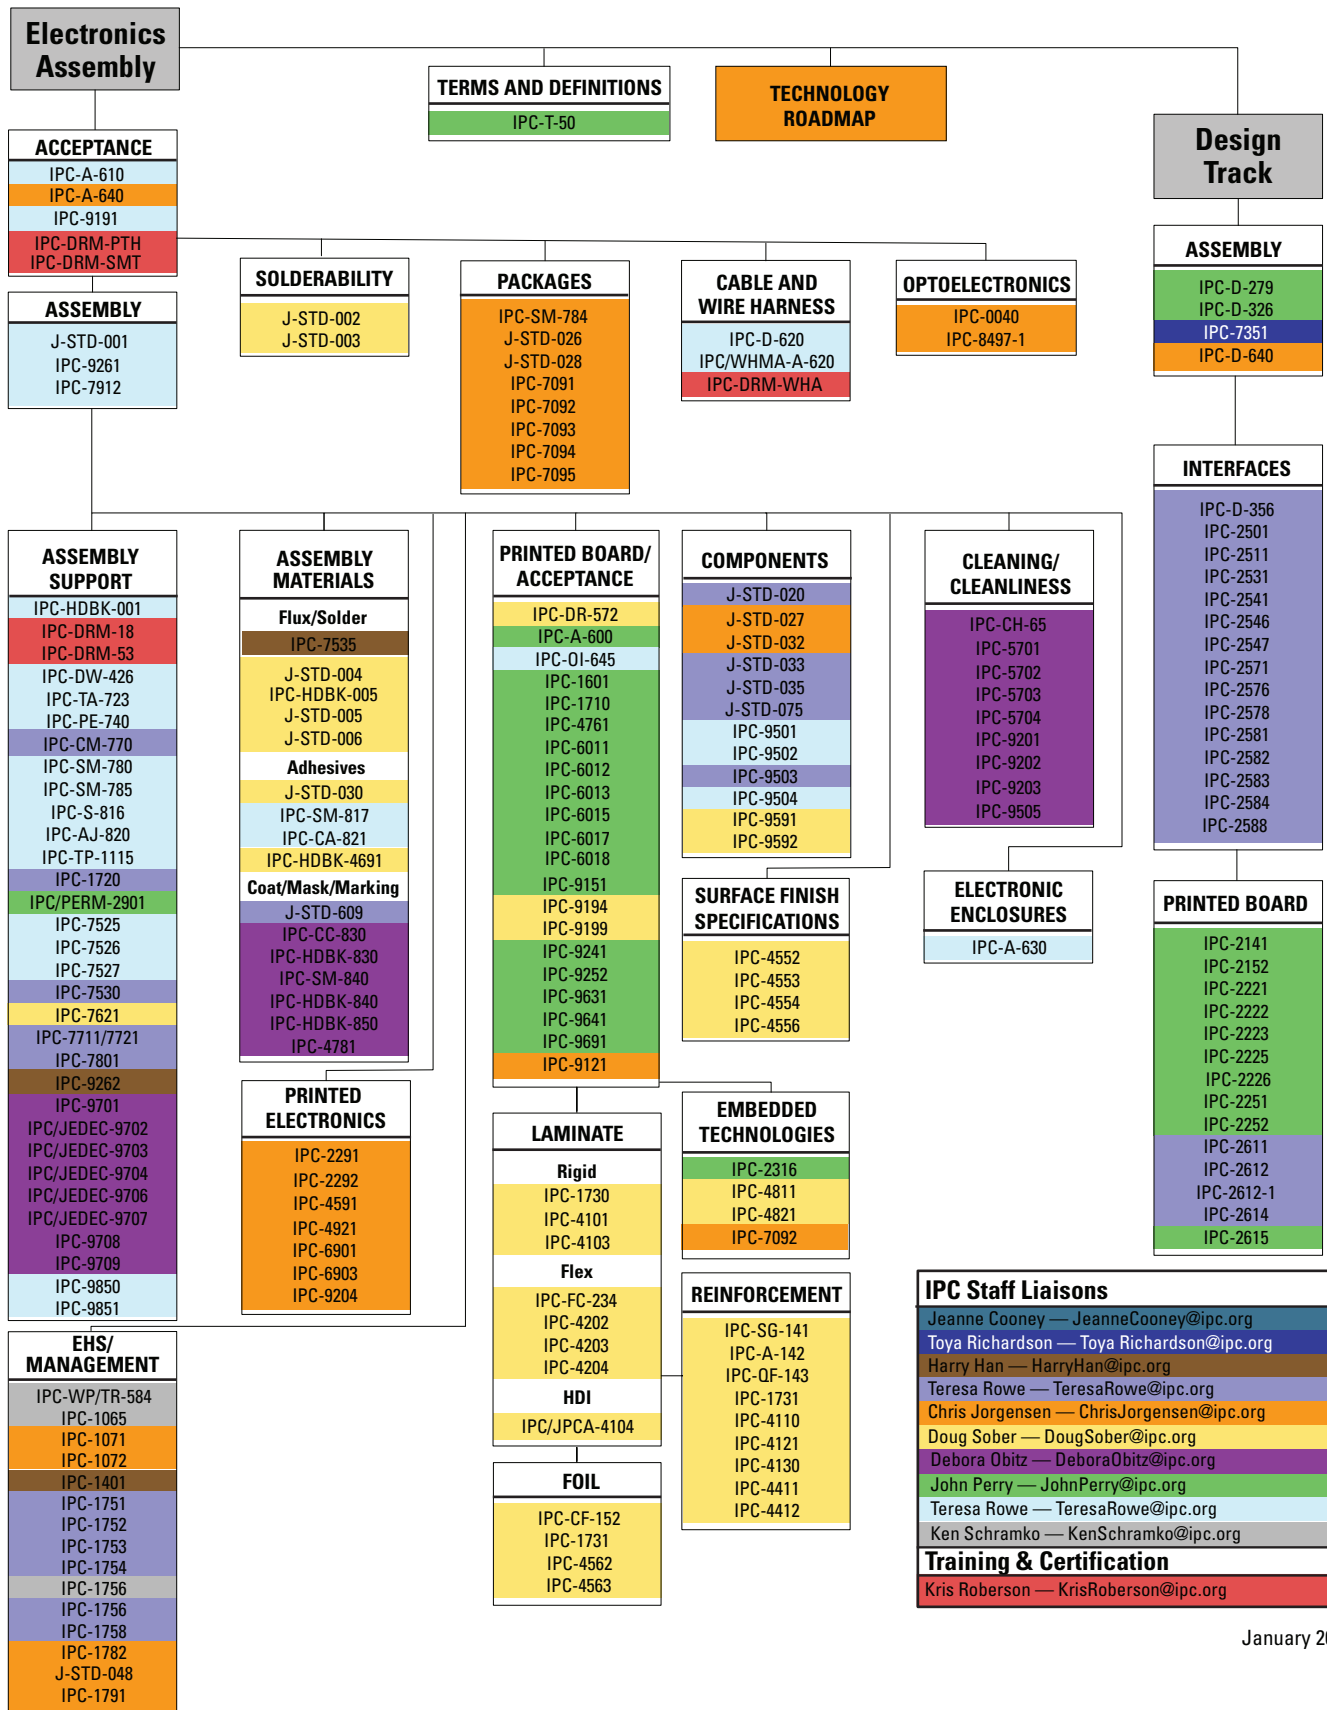 Electronics
Assembly
TERMS AND DEFINITIONS
IPC-T-50
TECHNOLOGY
ROADMAP
Design
Track
ACCEPTANCE
IPC-A-610
IPC-A-640
IPC-9191
IPC-DRM-PTH
IPC-DRM-SMT
ASSEMBLY
J-STD-001
IPC-9261
IPC-7912
SOLDERABILITY
J-STD-002
J-STD-003
PACKAGES
IPC-SM-784
J-STD-026
J-STD-028
IPC-7091
IPC-7092
IPC-7093
IPC-7094
IPC-7095
CABLE AND
WIRE HARNESS
IPC-D-620
IPC/WHMA-A-620
IPC-DRM-WHA
OPTOELECTRONICS
IPC-0040
IPC-8497-1
ASSEMBLY
IPC-D-279
IPC-D-326
IPC-7351
IPC-D-640
INTERFACES
IPC-D-356
IPC-2501
IPC-2511
IPC-2531
IPC-2541
IPC-2546
IPC-2547
IPC-2571
IPC-2576
IPC-2578
IPC-2581
IPC-2582
IPC-2583
IPC-2584
IPC-2588
ASSEMBLY
SUPPORT
IPC-HDBK-001
IPC-DRM-18
IPC-DRM-53
IPC-DW-426
IPC-TA-723
IPC-PE-740
IPC-CM-770
IPC-SM-780
IPC-SM-785
IPC-S-816
IPC-AJ-820
IPC-TP-1115
IPC-1720
IPC/PERM-2901
IPC-7525
IPC-7526
IPC-7527
IPC-7530
IPC-7621
IPC-7711/7721
IPC-7801
IPC-9262
IPC-9701
IPC/JEDEC-9702
IPC/JEDEC-9703
IPC/JEDEC-9704
IPC/JEDEC-9706
IPC/JEDEC-9707
IPC-9708
IPC-9709
IPC-9850
IPC-9851
ASSEMBLY
MATERIALS
Flux/Solder
IPC-7535
J-STD-004
IPC-HDBK-005
J-STD-005
J-STD-006
Adhesives
J-STD-030
IPC-SM-817
IPC-CA-821
IPC-HDBK-4691
Coat/Mask/Marking
J-STD-609
IPC-CC-830
IPC-HDBK-830
IPC-SM-840
IPC-HDBK-840
IPC-HDBK-850
IPC-4781
PRINTED BOARD/
ACCEPTANCE
IPC-DR-572
IPC-A-600
IPC-OI-645
IPC-1601
IPC-1710
IPC-4761
IPC-6011
IPC-6012
IPC-6013
IPC-6015
IPC-6017
IPC-6018
IPC-9151
IPC-9194
IPC-9199
IPC-9241
IPC-9252
IPC-9631
IPC-9641
IPC-9691
IPC-9121
COMPONENTS
J-STD-020
J-STD-027
J-STD-032
J-STD-033
J-STD-035
J-STD-075
IPC-9501
IPC-9502
IPC-9503
IPC-9504
IPC-9591
IPC-9592
CLEANING/
CLEANLINESS
IPC-CH-65
IPC-5701
IPC-5702
IPC-5703
IPC-5704
IPC-9201
IPC-9202
IPC-9203
IPC-9505
SURFACE FINISH
SPECIFICATIONS
IPC-4552
IPC-4553
IPC-4554
IPC-4556
ELECTRONIC
ENCLOSURES
IPC-A-630
PRINTED BOARD
IPC-2141
IPC-2152
IPC-2221
IPC-2222
IPC-2223
IPC-2225
IPC-2226
IPC-2251
IPC-2252
IPC-2611
IPC-2612
IPC-2612-1
IPC-2614
IPC-2615
PRINTED
ELECTRONICS
IPC-2291
IPC-2292
IPC-4591
IPC-4921
IPC-6901
IPC-6903
IPC-9204
LAMINATE
Rigid
IPC-1730
IPC-4101
IPC-4103
Flex
IPC-FC-234
IPC-4202
IPC-4203
IPC-4204
HDI
IPC/JPCA-4104
EMBEDDED
TECHNOLOGIES
IPC-2316
IPC-4811
IPC-4821
IPC-7092
REINFORCEMENT
IPC-SG-141
IPC-A-142
IPC-QF-143
IPC-1731
IPC-4110
IPC-4121
IPC-4130
IPC-4411
IPC-4412
FOIL
IPC-CF-152
IPC-1731
IPC-4562
IPC-4563
EHS/
MANAGEMENT
IPC-WP/TR-584
IPC-1065
IPC-1071
IPC-1072
IPC-1401
IPC-1751
IPC-1752
IPC-1753
IPC-1754
IPC-1756
IPC-1756
IPC-1758
IPC-1782
J-STD-048
IPC-1791
IPC Staff Liaisons
Jeanne Cooney — JeanneCooney@ipc.org
Toya Richardson — Toya Richardson@ipc.org
Harry Han — HarryHan@ipc.org
Teresa Rowe — TeresaRowe@ipc.org
Chris Jorgensen — ChrisJorgensen@ipc.org
Doug Sober — DougSober@ipc.org
Debora Obitz — DeboraObitz@ipc.org
John Perry — JohnPerry@ipc.org
Teresa Rowe — TeresaRowe@ipc.org
Ken Schramko — KenSchramko@ipc.org
Training & Certification
Kris Roberson — KrisRoberson@ipc.org
January